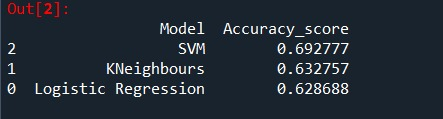 Out[2]:
Model Accuracy_score
2 SVM 0.692777
1 KNeighbours 0.632757
0 Logistic Regression 0.628688